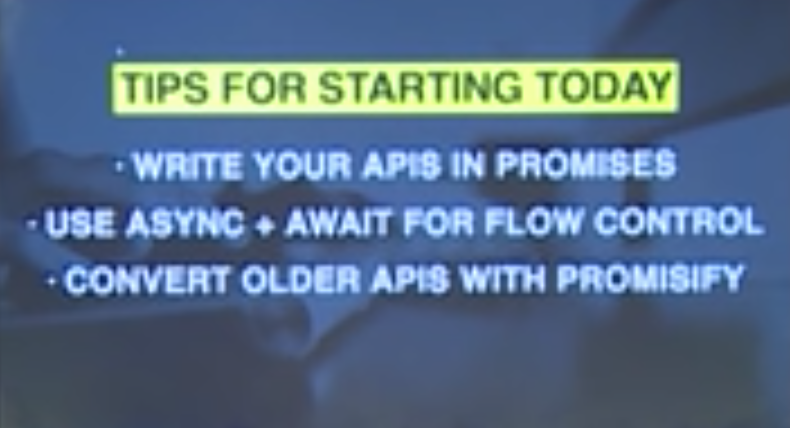 TIPS FOR STARTING TODAY
· WRITE YOUR APIS IN PROMISES
· USE ASYNC + AWAIT FOR FLOW CONTROL
· CONVERT OLDER APIS WITH PROMISIFY